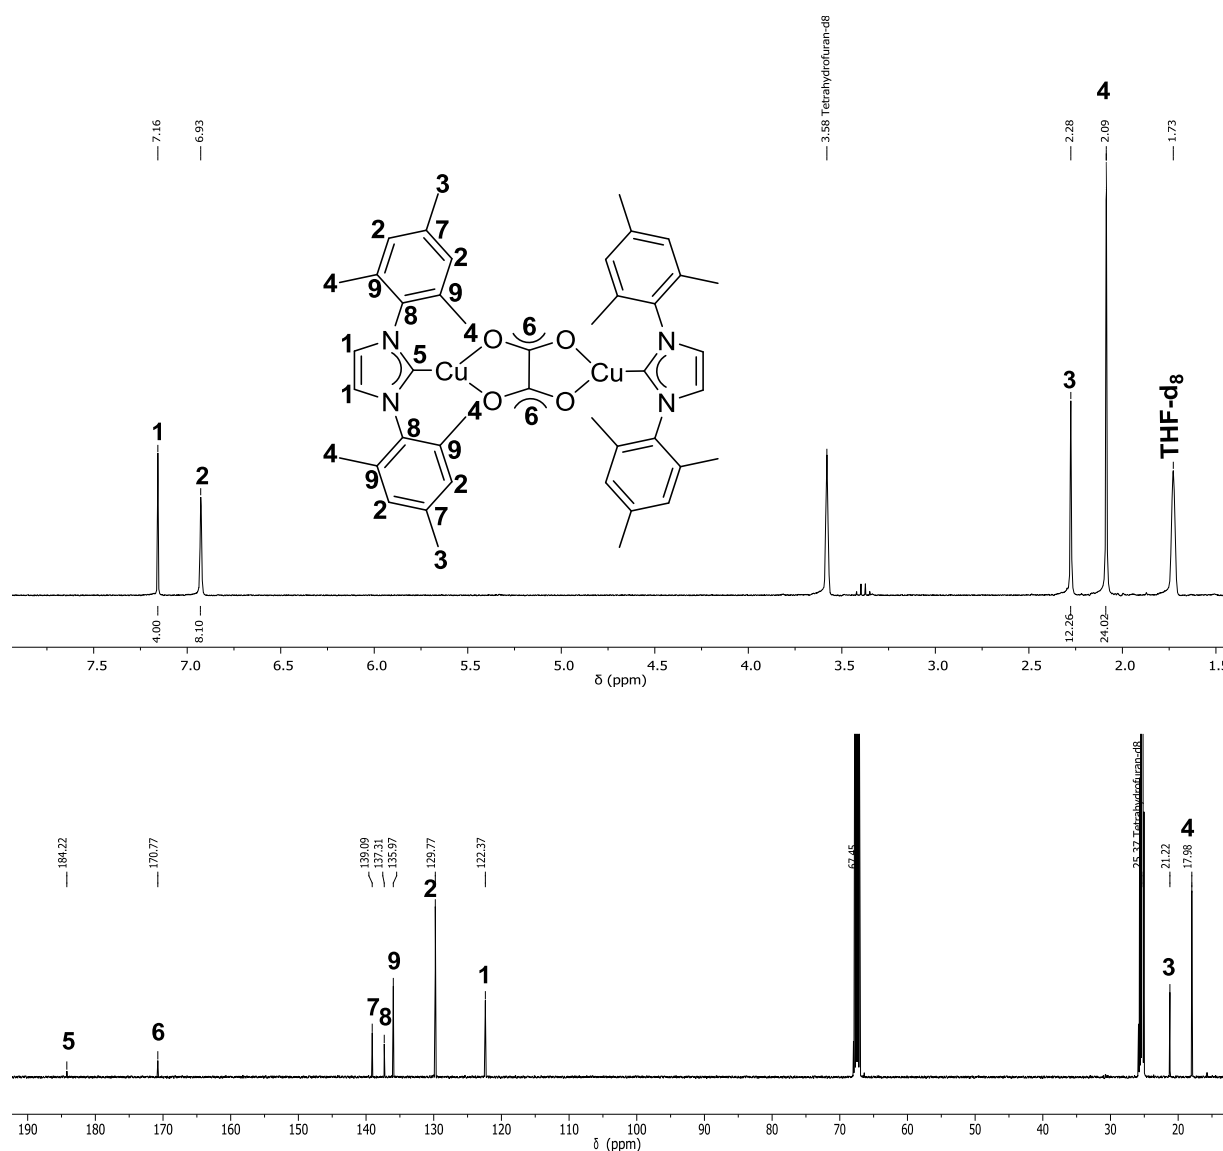 7.16
6.93
3.58 Tetrahydrofuran-d8
2.28
2.09
1.73
4
3
2 7 2
4 9 9
8
N 4 O 6 O N N
1 5 Cu Cu
1 N 4 O 6 O N N
8
4 9 9
2 7 2
3
1
2
3
THF-d8
4.00
8.10
12.26
24.02
7.5 7.0 6.5 6.0 5.5 5.0 4.5 4.0 3.5 3.0 2.5 2.0 1.5
δ (ppm)
184.22
170.77
139.09
137.31
135.97
129.77
122.37
67.45
25.37 Tetrahydrofuran-d8
21.22
17.98
4
2
9
1
3
7
8
6
5
190 180 170 160 150 140 130 120 110 100 90 80 70 60 50 40 30 20
δ (ppm)